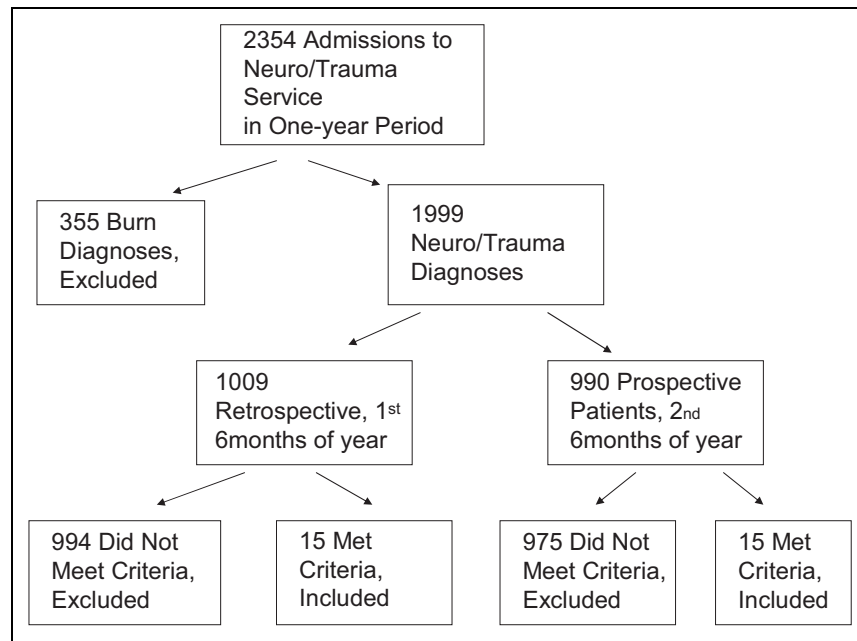 2354 Admissions to
Neuro/Trauma
Service
in One-year Period
355 Burn
Diagnoses,
Excluded
1999
Neuro/Trauma
Diagnoses
1009
Retrospective, 1st
6months of year
990 Prospective
Patients, 2nd
6months of year
994 Did Not
Meet Criteria,
Excluded
15 Met
Criteria,
Included
975 Did Not
Meet Criteria,
Excluded
15 Met
Criteria,
Included